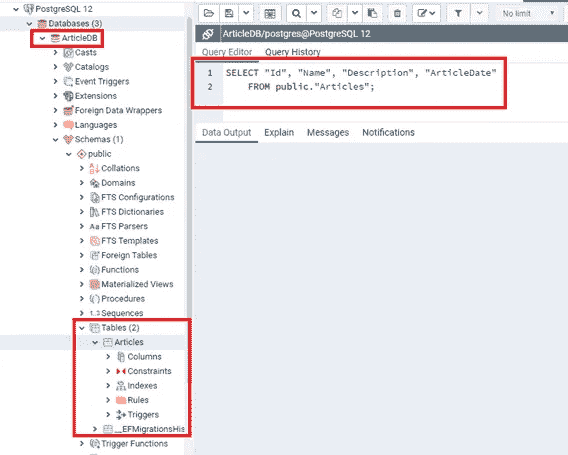 PostgreSQL 12
Databases (3)
ArticleDB
Casts
Catalogs
Event Triggers
Extensions
Foreign Data Wrappers
Languages
Schemas (1)
public
Collations
Domains
FTS Configurations
FTS Dictionaries
Aa FTS Parsers
FTS Templates
Foreign Tables
Functions
Materialized Views
Procedures
1..3 Sequences
Tables (2)
Articles
Columns
Constraints
Indexes
Rules
Triggers
__EFMigrationsHis
Trigger Functions
No limit
ArticleDB/postgres@PostgreSQL 12
Query Editor Query History
1 SELECT "Id", "Name", "Description", "ArticleDate"
2 FROM public."Articles";
Data Output Explain Messages Notifications